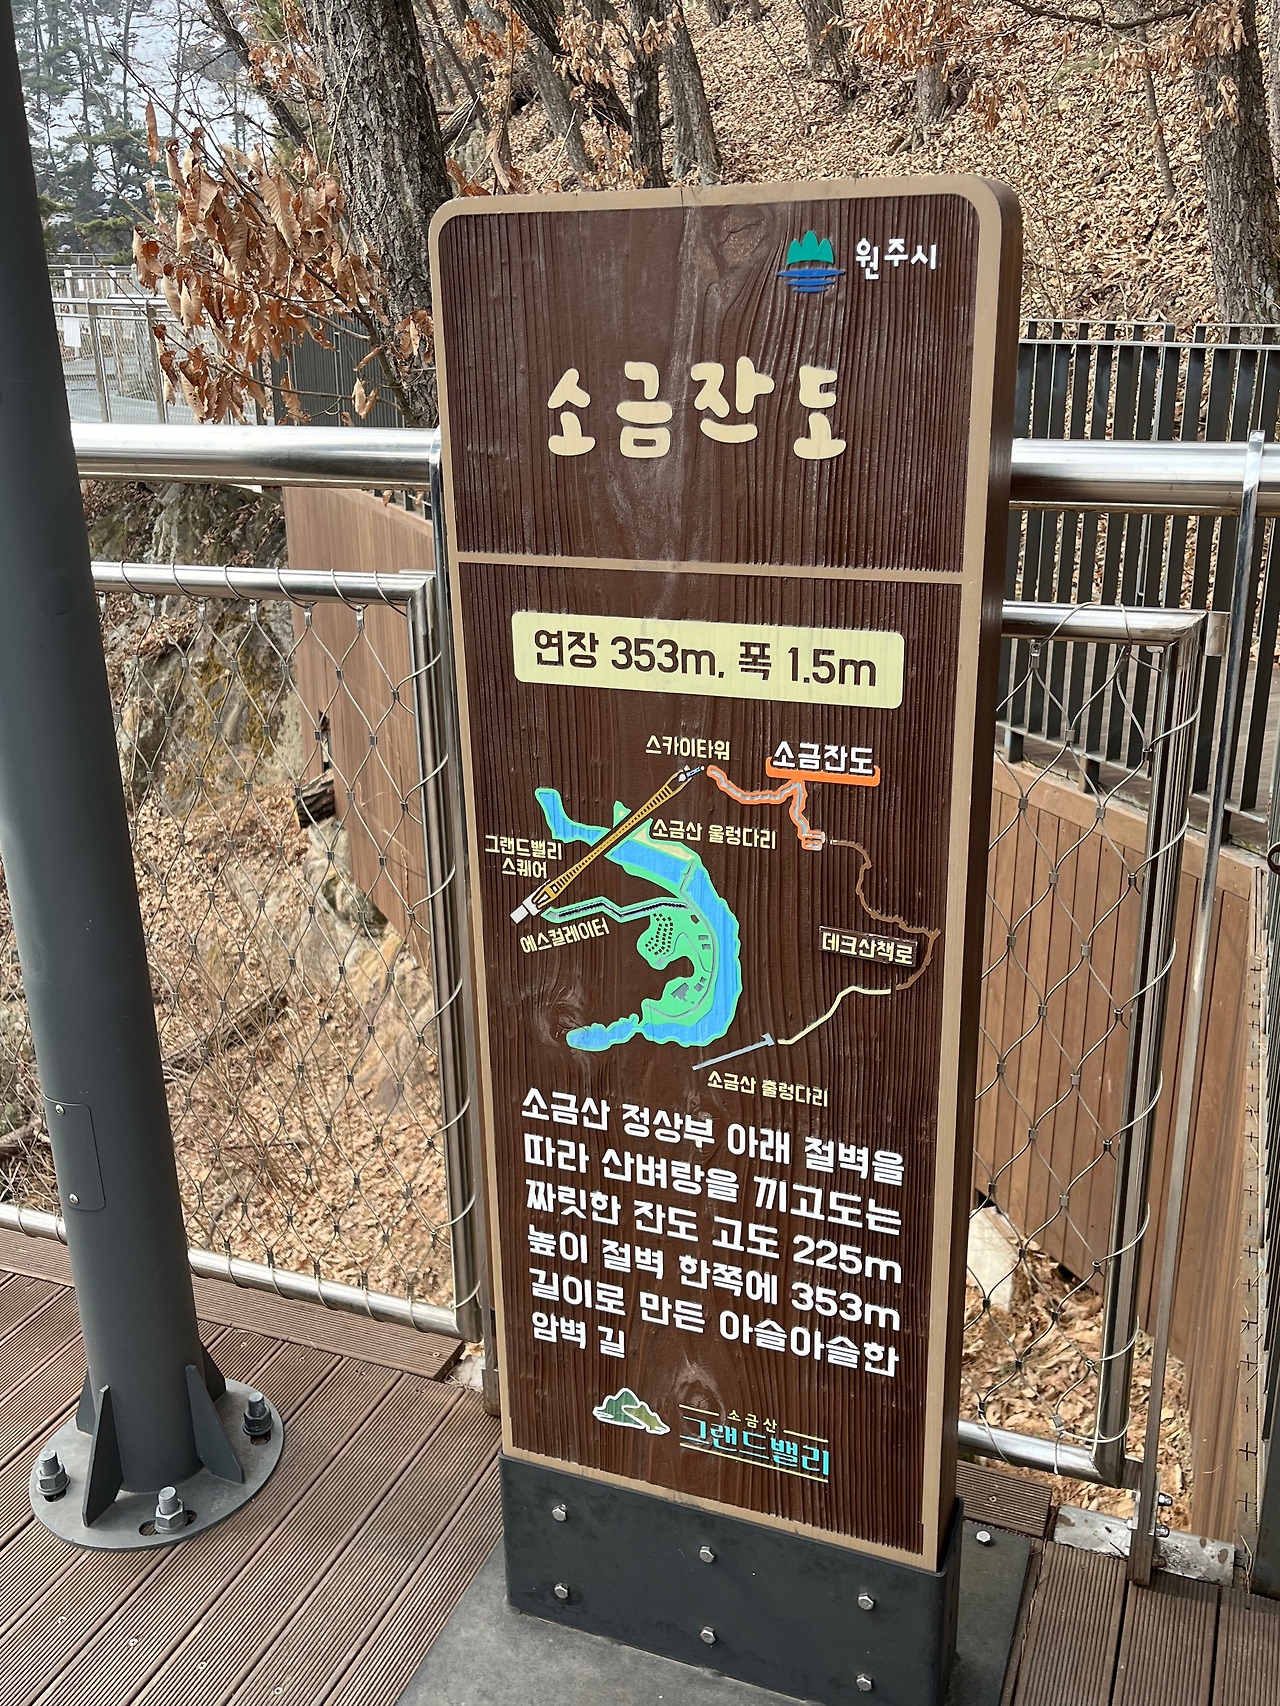 원주시
소금잔도
연장 353m, 폭 1.5m
스카이타워
소금잔도
소금산 울렁다리
그랜드밸리
스퀘어
에스컬레이터
데크산책로
소금산 출렁다리
소금산 정상부 아래 절벽을
따라 산벼랑을 끼고도는
짜릿한 잔도 고도 225m
높이 절벽 한쪽에 353m
길이로 만든 아슬아슬한
암벽 길
소금산
그랜드밸리